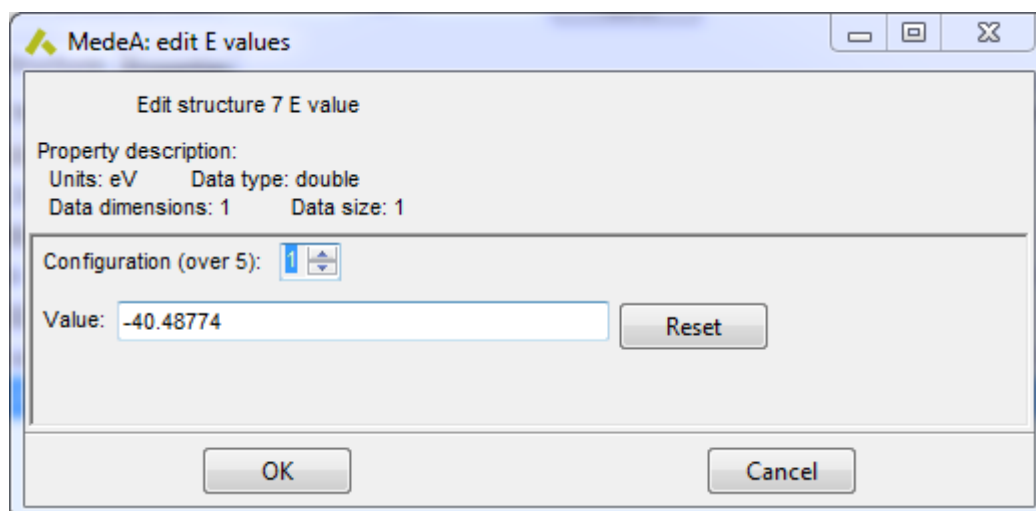 MedeA: edit E values
Edit structure 7 E value
Property description:
Units: eV Data type: double
Data dimensions: 1 Data size: 1
Configuration (over 5): 1
Value: -40.48774 Reset
OK Cancel